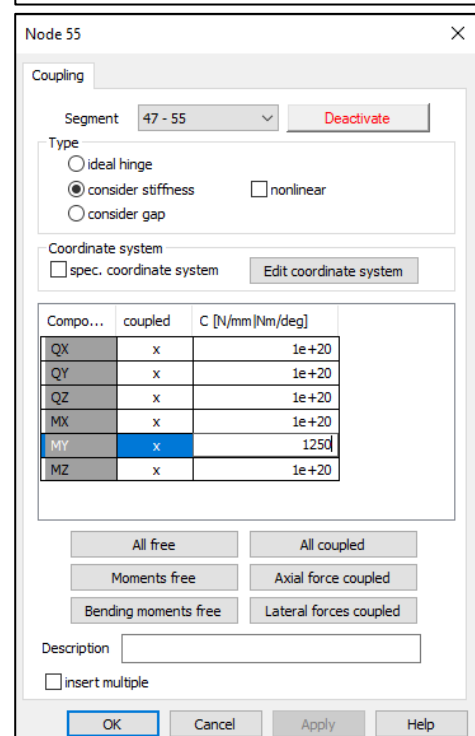 Node 55
Coupling
Segment 47 - 55 Deactivate
Type
ideal hinge
consider stiffness nonlinear
consider gap
Coordinate system
spec. coordinate system Edit coordinate system
Compo... coupled C [N/mm|Nm/deg]
QX x 1e+20
QY x 1e+20
QZ x 1e+20
MX x 1e+20
MY x 1250
MZ x 1e+20
All free All coupled
Moments free Axial force coupled
Bending moments free Lateral forces coupled
Description
insert multiple
OK Cancel Apply Help